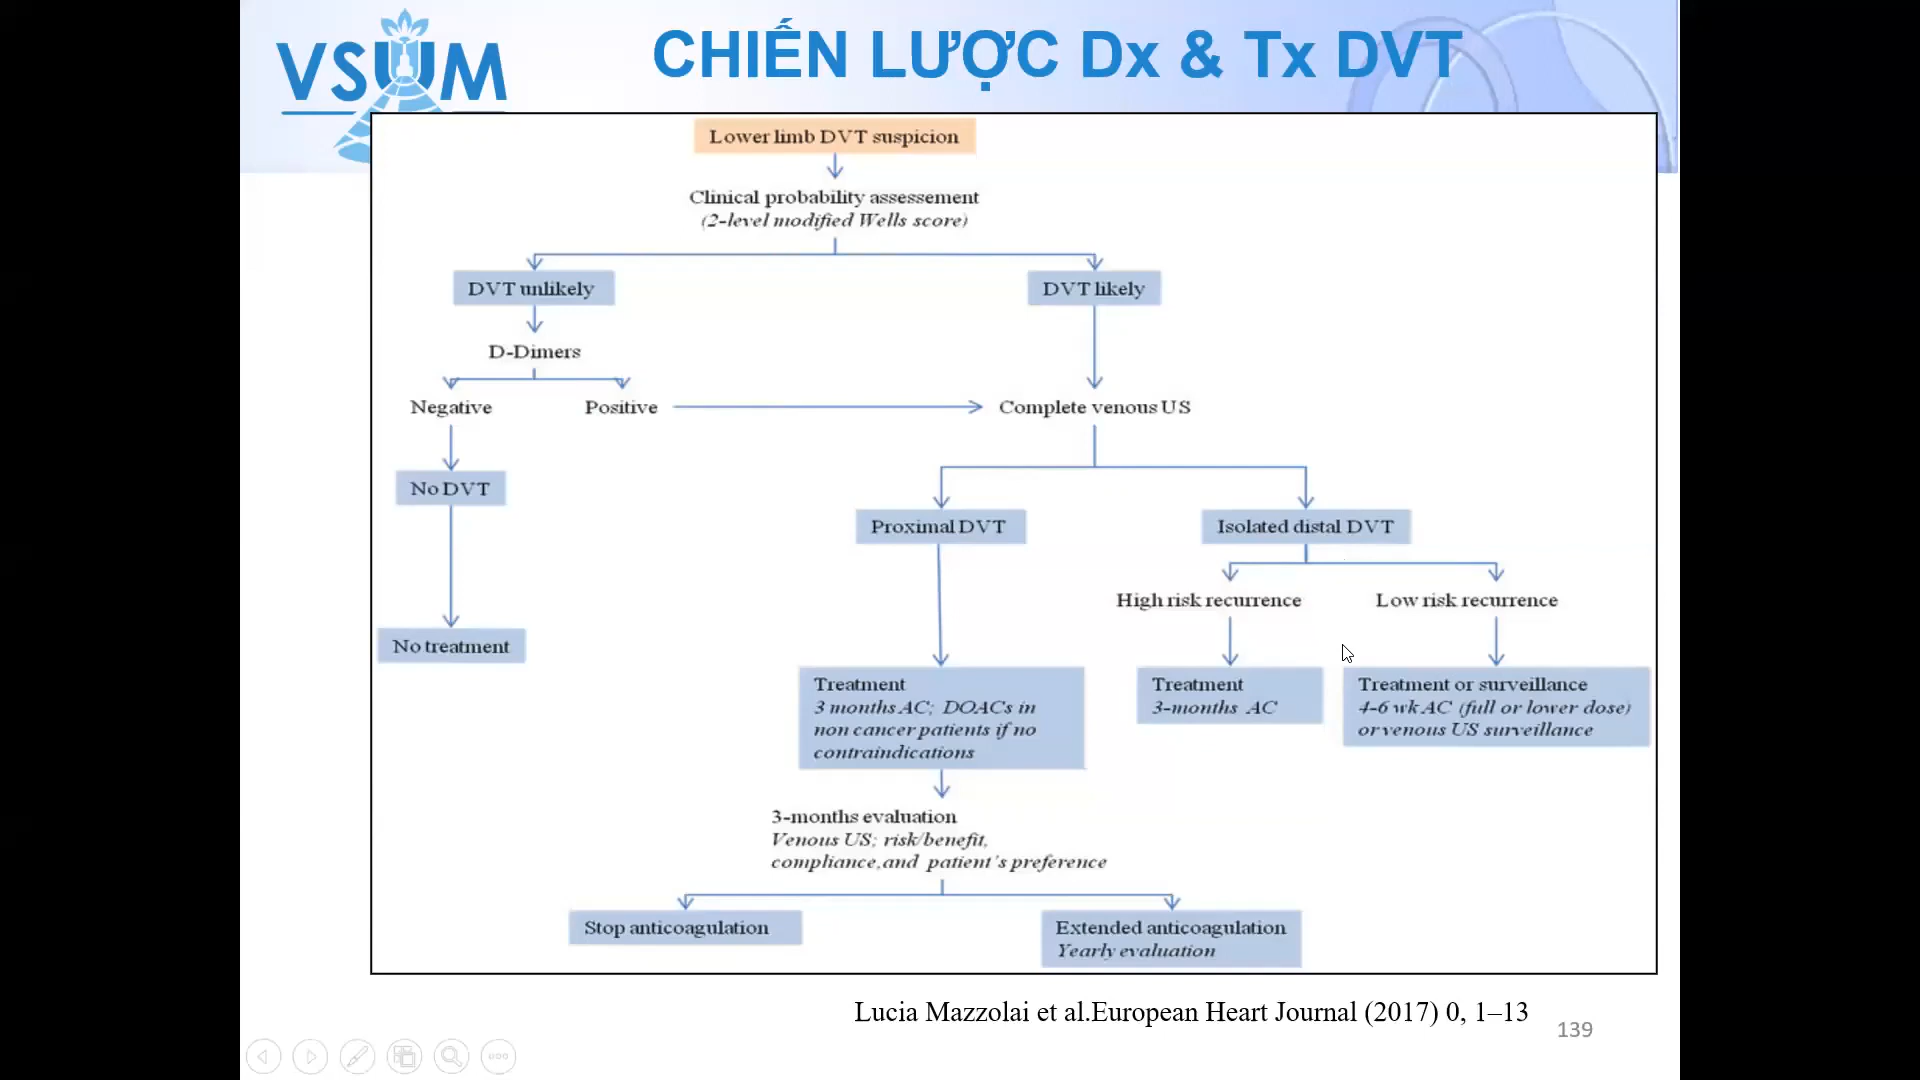 VSUM
CHIẾN LƯỢC Dx & Tx DVT
Lower limb DVT suspicion
Clinical probability assessement
(2-level modified Wells score)
DVT unlikely
DVT likely
D-Dimers
Negative
Positive
Complete venous US
No DVT
Proximal DVT
Isolated distal DVT
High risk recurrence
Low risk recurrence
No treatment
Treatment
3 months AC; DOACs in
non cancer patients if no
contraindications
Treatment
3-months AC
Treatment or surveillance
4-6 wk AC (full or lower dose)
or venous US surveillance
3-months evaluation
Venous US; risk/benefit,
compliance,and patient's preference
Stop anticoagulation
Extended anticoagulation
Yearly evaluation
Lucia Mazzolai et al.European Heart Journal (2017) 0, 1–13
139